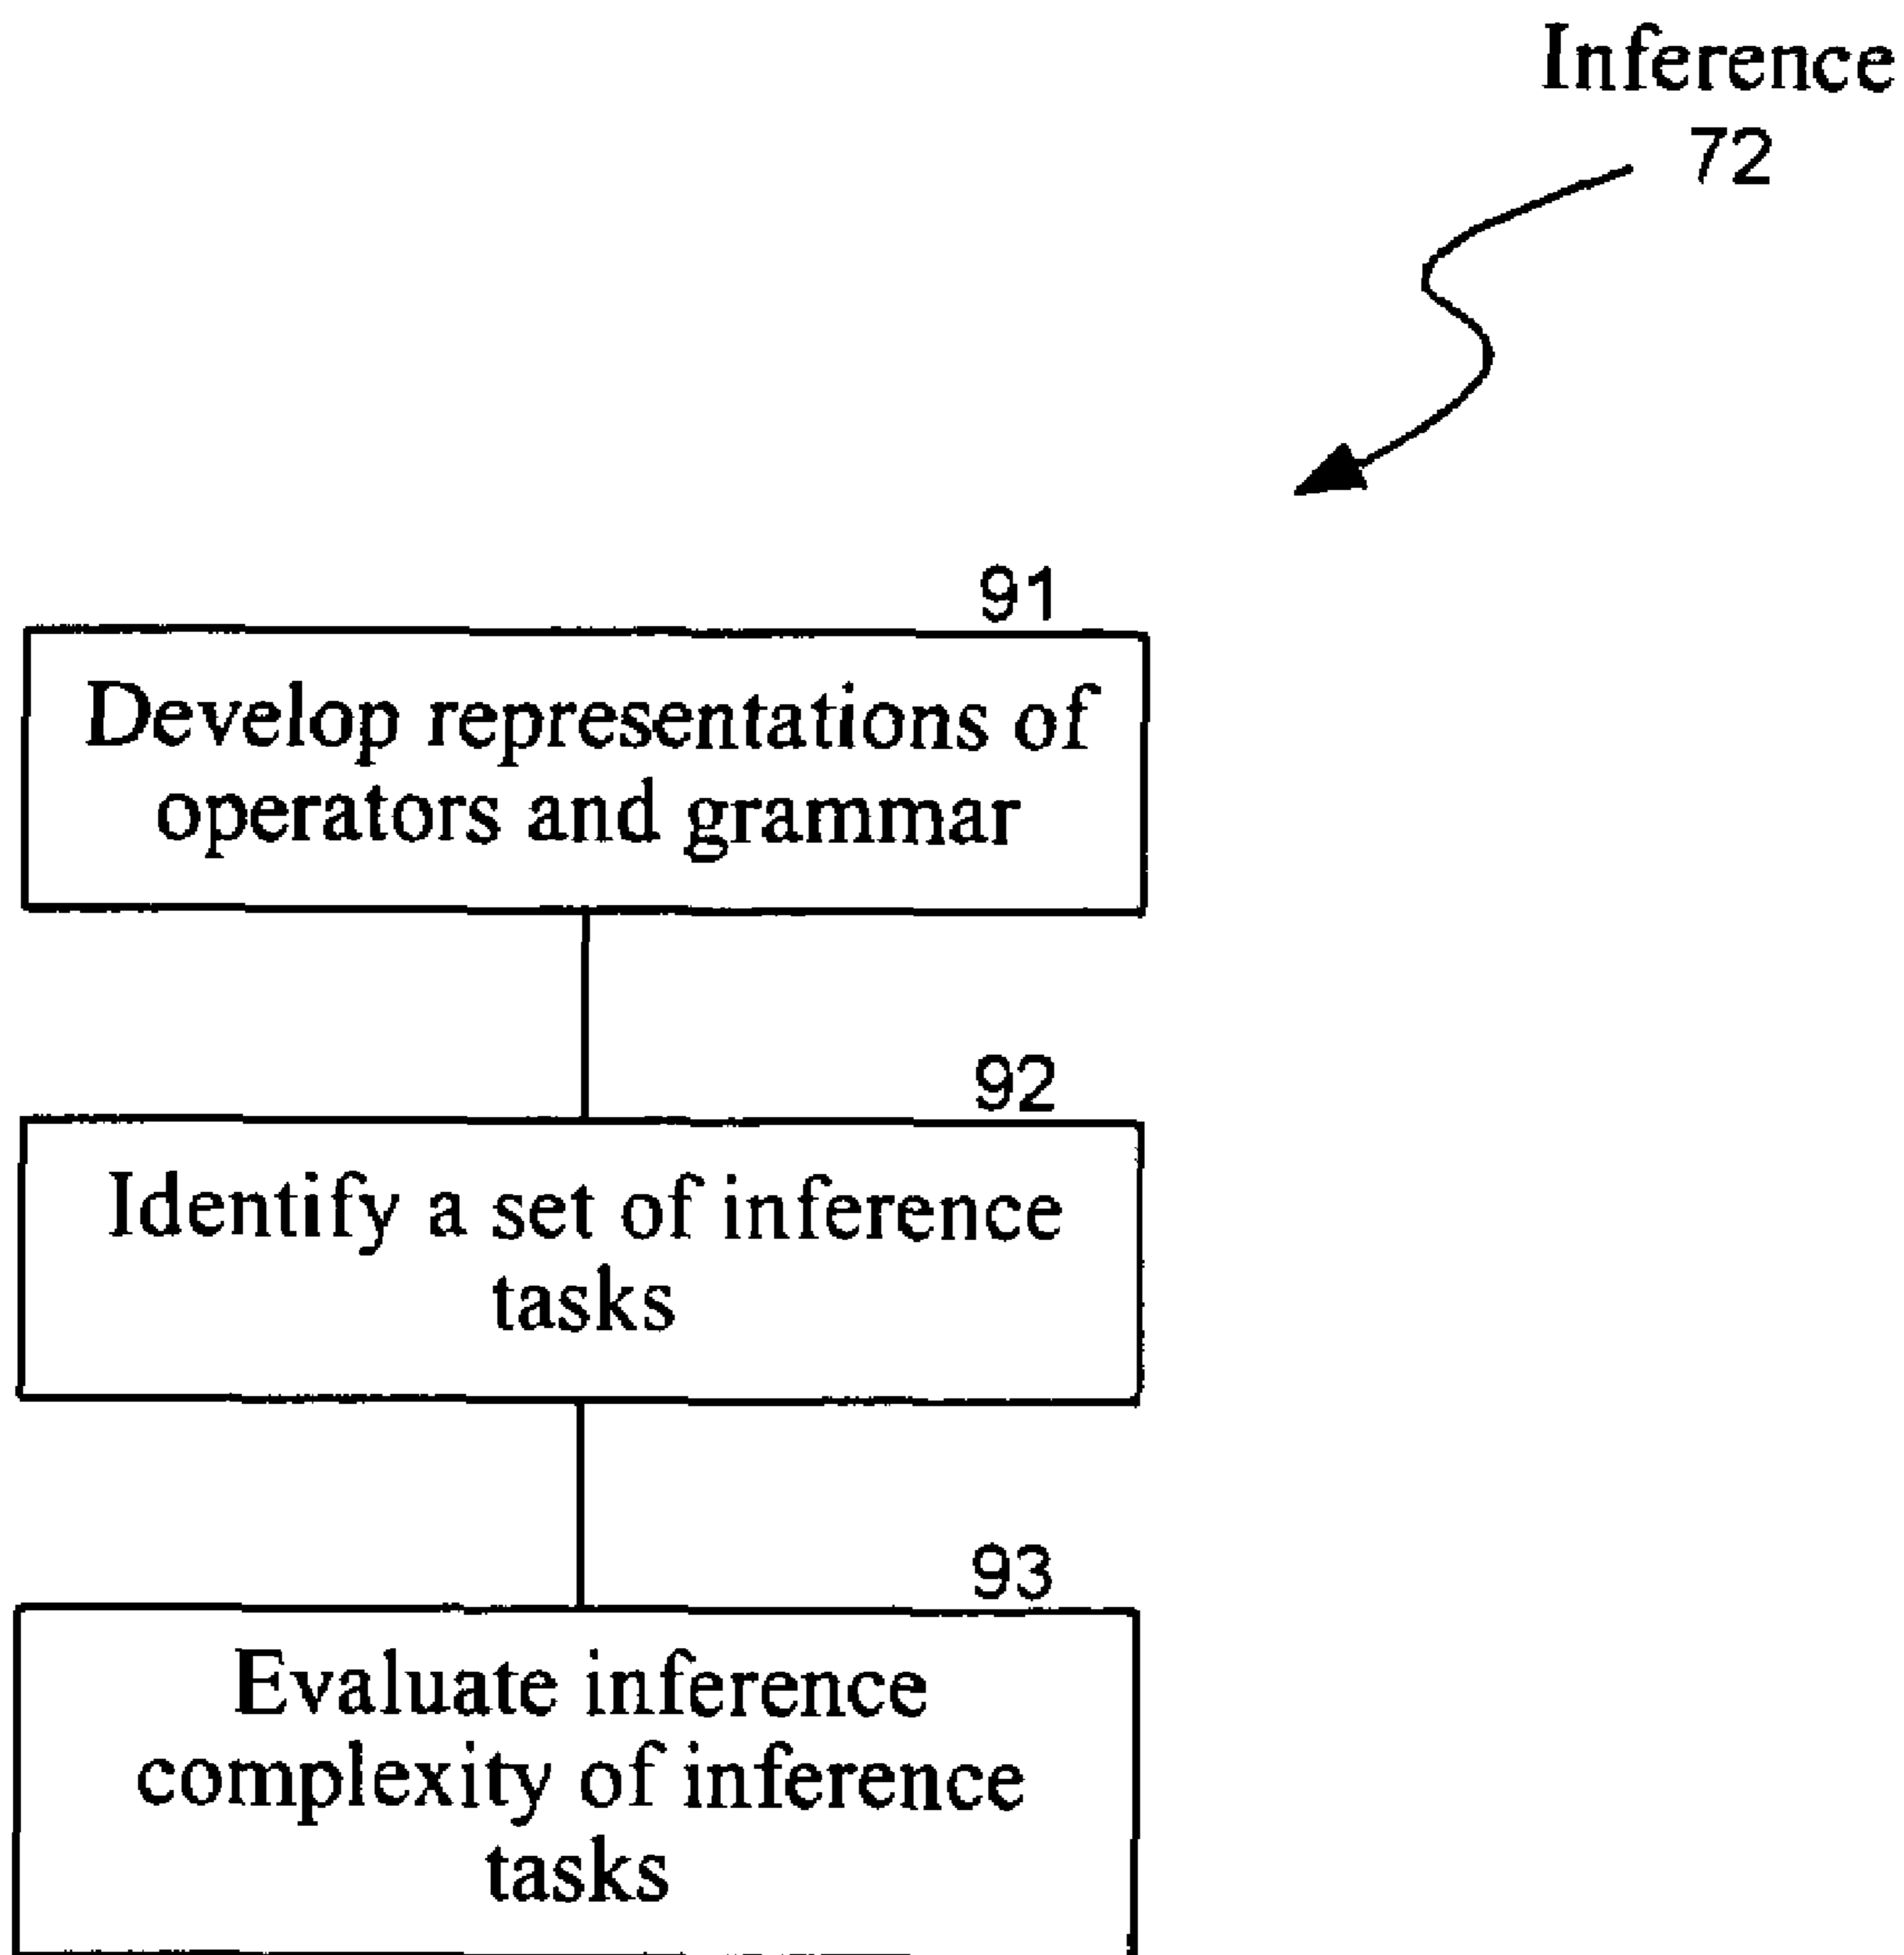 Inference
72
91
Develop representations of
operators and grammar
92
Identify a set of inference
tasks
93
Evaluate inference
complexity of inference
tasks